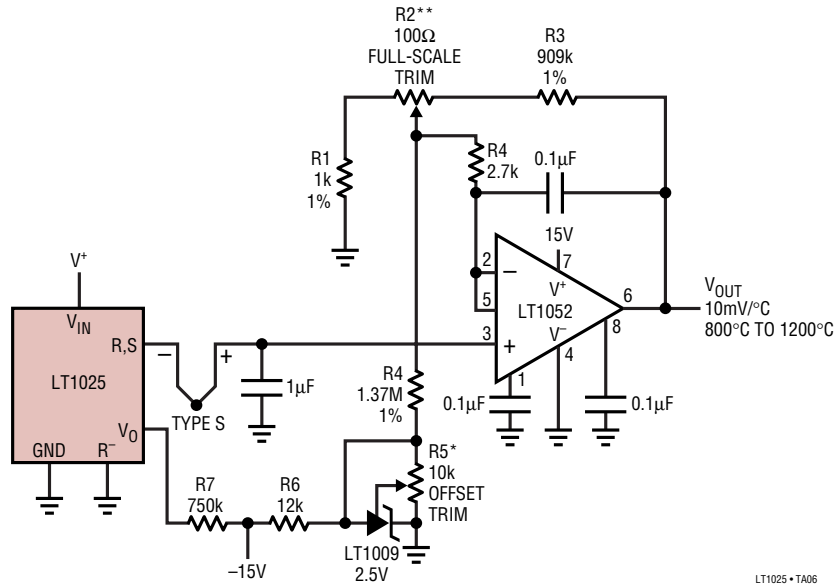 R2**
100Ω
FULL-SCALE
TRIM
R3
909k
1%
R1
1k
1%
R4
2.7k
0.1µF
15V
V+
VIN
R,S
LT1025
VO
GND
R–
–
+
TYPE S
1µF
2
–
7
V+
5
LT1052
6
3
+
V–
8
1
4
0.1µF
0.1µF
VOUT
10mV/°C
800°C TO 1200°C
R4
1.37M
1%
R5*
10k
OFFSET
TRIM
R7
750k
R6
12k
–15V
LT1009
2.5V
LT1025 • TA06